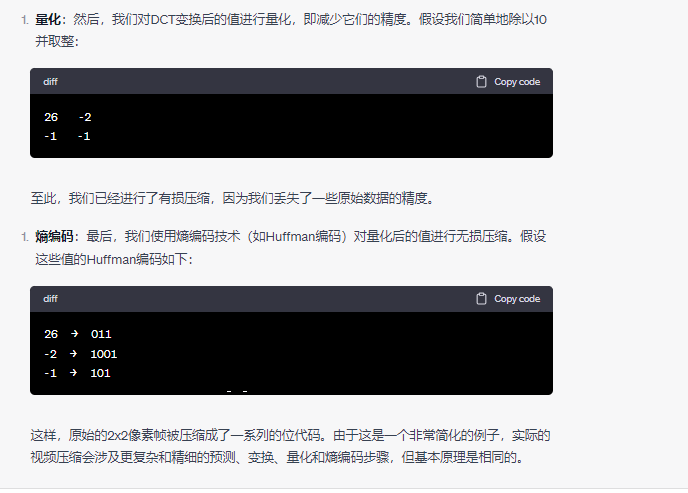 1. 量化：然后，我们对DCT变换后的值进行量化，即减少它们的精度。假设我们简单地除以10
并取整：
diff Copy code
26 -2
-1 -1
至此，我们已经进行了有损压缩，因为我们丢失了一些原始数据的精度。
1. 熵编码：最后，我们使用熵编码技术（如Huffman编码）对量化后的值进行无损压缩。假设
这些值的Huffman编码如下：
diff Copy code
26 → 011
-2 → 1001
-1 → 101
这样，原始的2x2像素帧被压缩成了一系列的位代码。由于这是一个非常简化的例子，实际的
视频压缩会涉及更复杂和精细的预测、变换、量化和熵编码步骤，但基本原理是相同的。